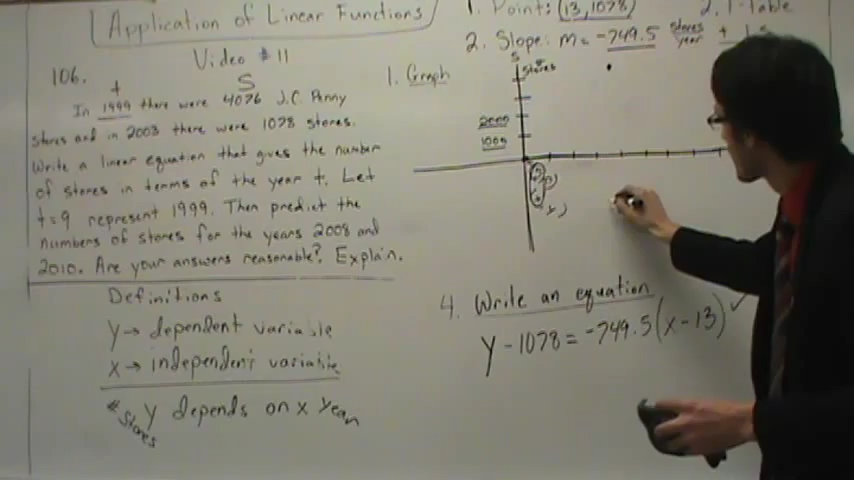 Application of Linear Functions
Video #11
106.
t
S
In 1999 there were 4076 J.C. Penny
stores and in 2003 there were 1078 stores.
Write a linear equation that gives the number
of stores in terms of the year t. Let
t=9 represent 1999. Then predict the
numbers of stores for the years 2008 and
2010. Are your answers reasonable? Explain.
Definitions
y → dependent variable
x → independent variable
# stores y depends on x year
1. Point: (13,1078)
2. T-table
2. Slope: m = -749.5 stores year
t S
1. Graph
S
stores
2000
1000
4. Write an equation
y - 1078 = -749.5(x - 13) ✓